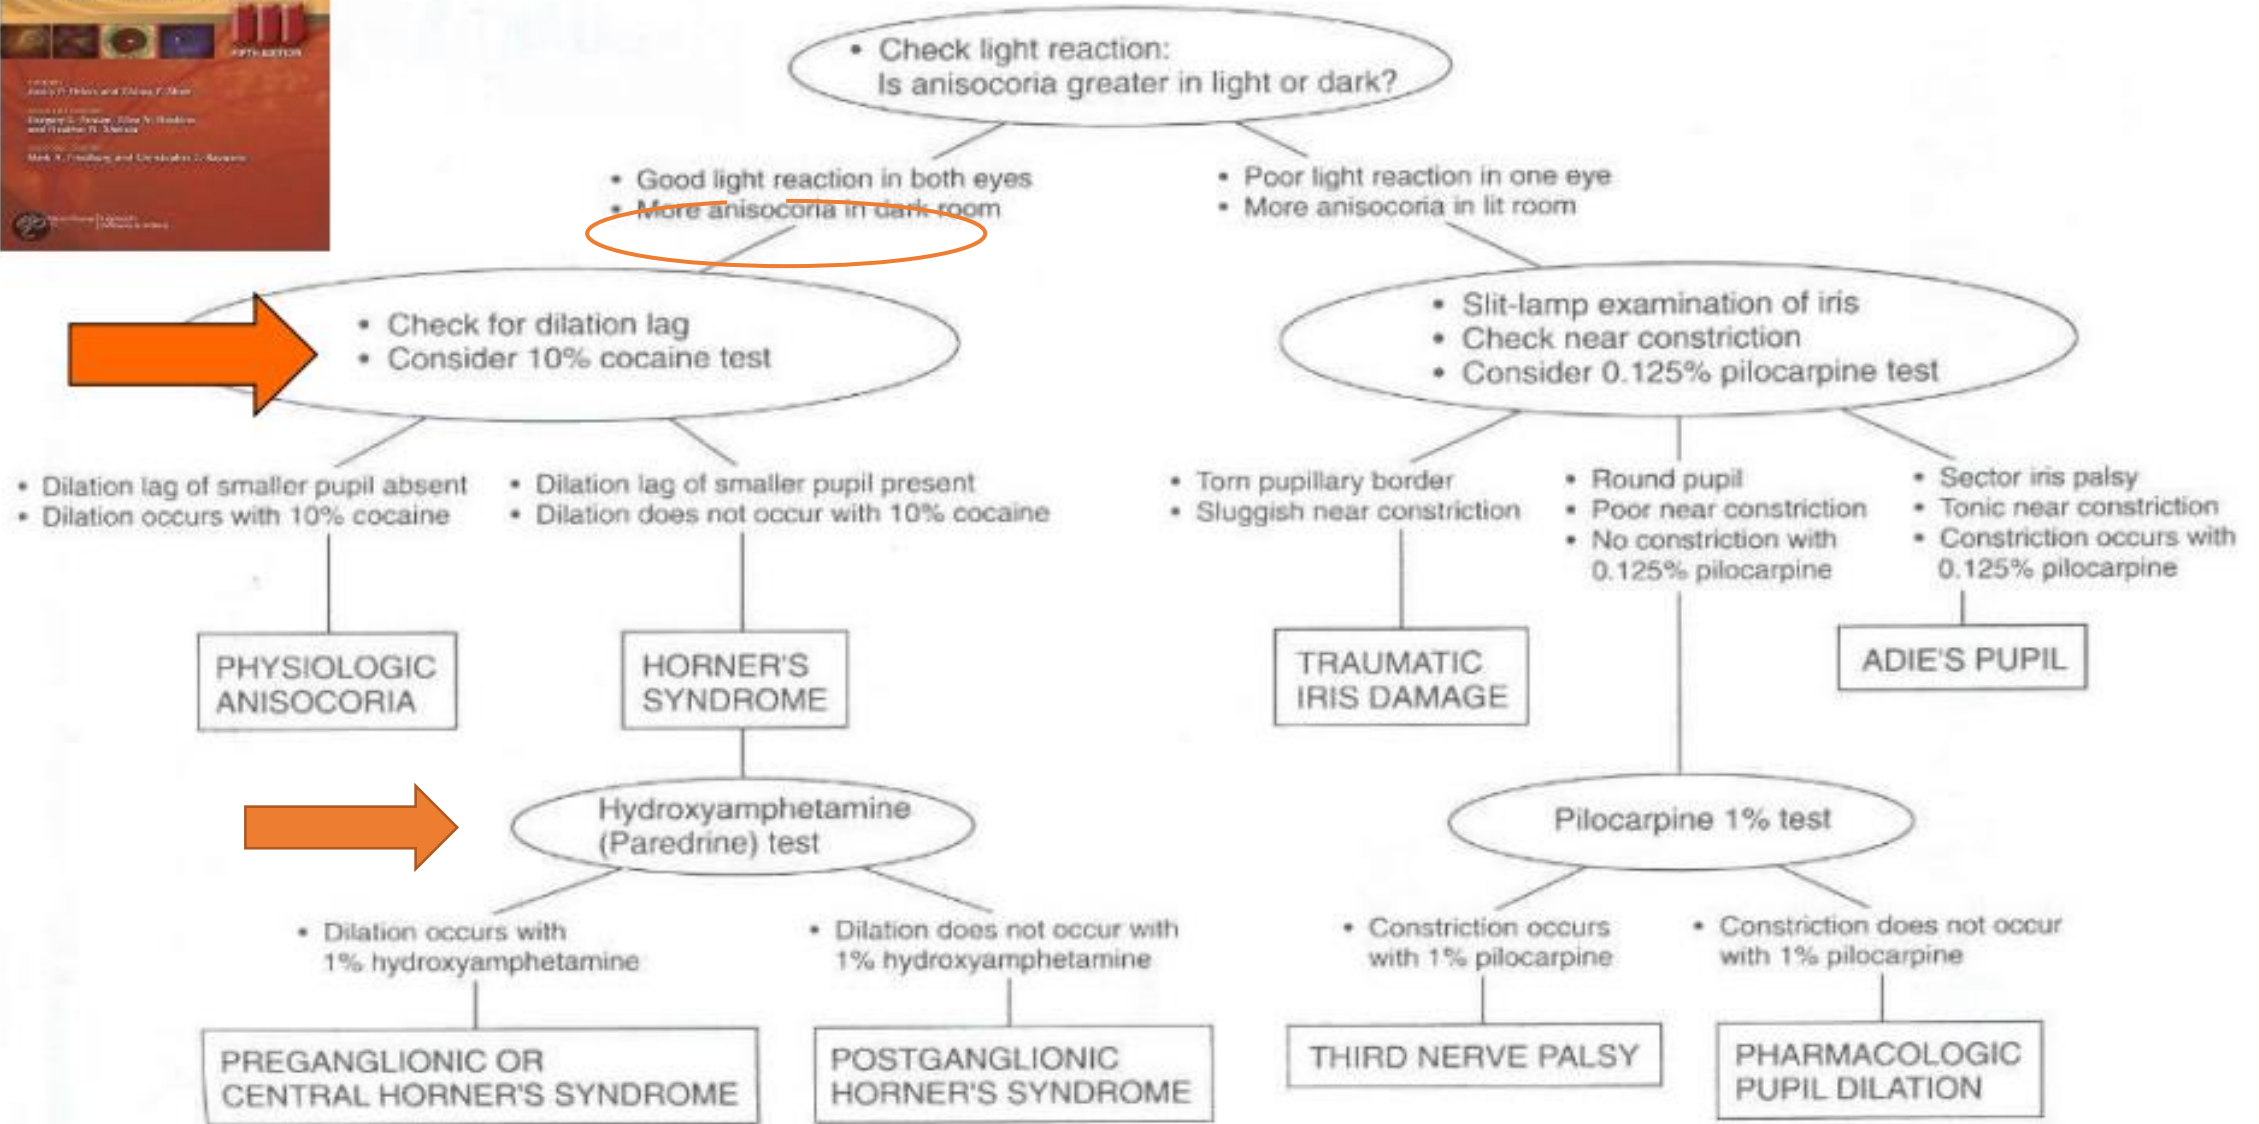 FIFTH EDITION
• Check light reaction:
Is anisocoria greater in light or dark?
• Good light reaction in both eyes
• More anisocoria in dark room
• Poor light reaction in one eye
• More anisocoria in lit room
• Check for dilation lag
• Consider 10% cocaine test
• Slit-lamp examination of iris
• Check near constriction
• Consider 0.125% pilocarpine test
• Dilation lag of smaller pupil absent
• Dilation occurs with 10% cocaine
• Dilation lag of smaller pupil present
• Dilation does not occur with 10% cocaine
• Torn pupillary border
• Sluggish near constriction
• Round pupil
• Poor near constriction
• No constriction with
0.125% pilocarpine
• Sector iris palsy
• Tonic near constriction
• Constriction occurs with
0.125% pilocarpine
PHYSIOLOGIC
ANISOCORIA
HORNER'S
SYNDROME
TRAUMATIC
IRIS DAMAGE
ADIE'S PUPIL
Hydroxyamphetamine
(Paredrine) test
Pilocarpine 1% test
• Dilation occurs with
1% hydroxyamphetamine
• Dilation does not occur with
1% hydroxyamphetamine
• Constriction occurs
with 1% pilocarpine
• Constriction does not occur
with 1% pilocarpine
PREGANGLIONIC OR
CENTRAL HORNER'S SYNDROME
POSTGANGLIONIC
HORNER'S SYNDROME
THIRD NERVE PALSY
PHARMACOLOGIC
PUPIL DILATION